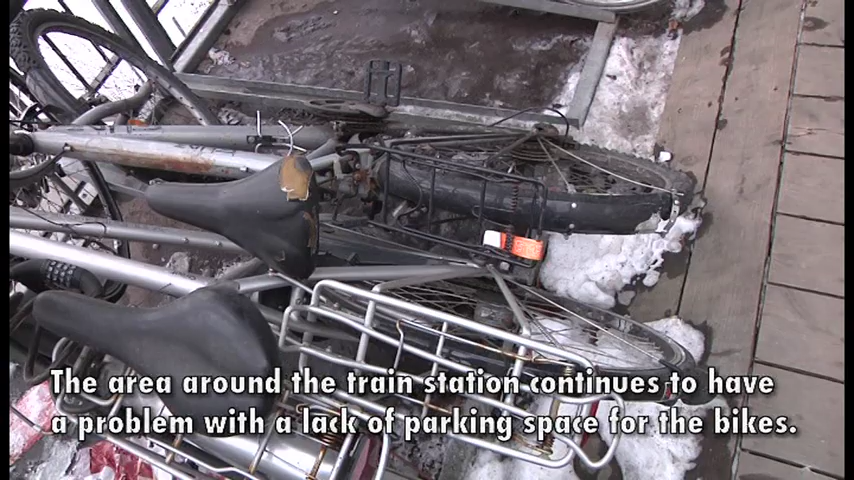 The area around the train station continues to have
a problem with a lack of parking space for the bikes.